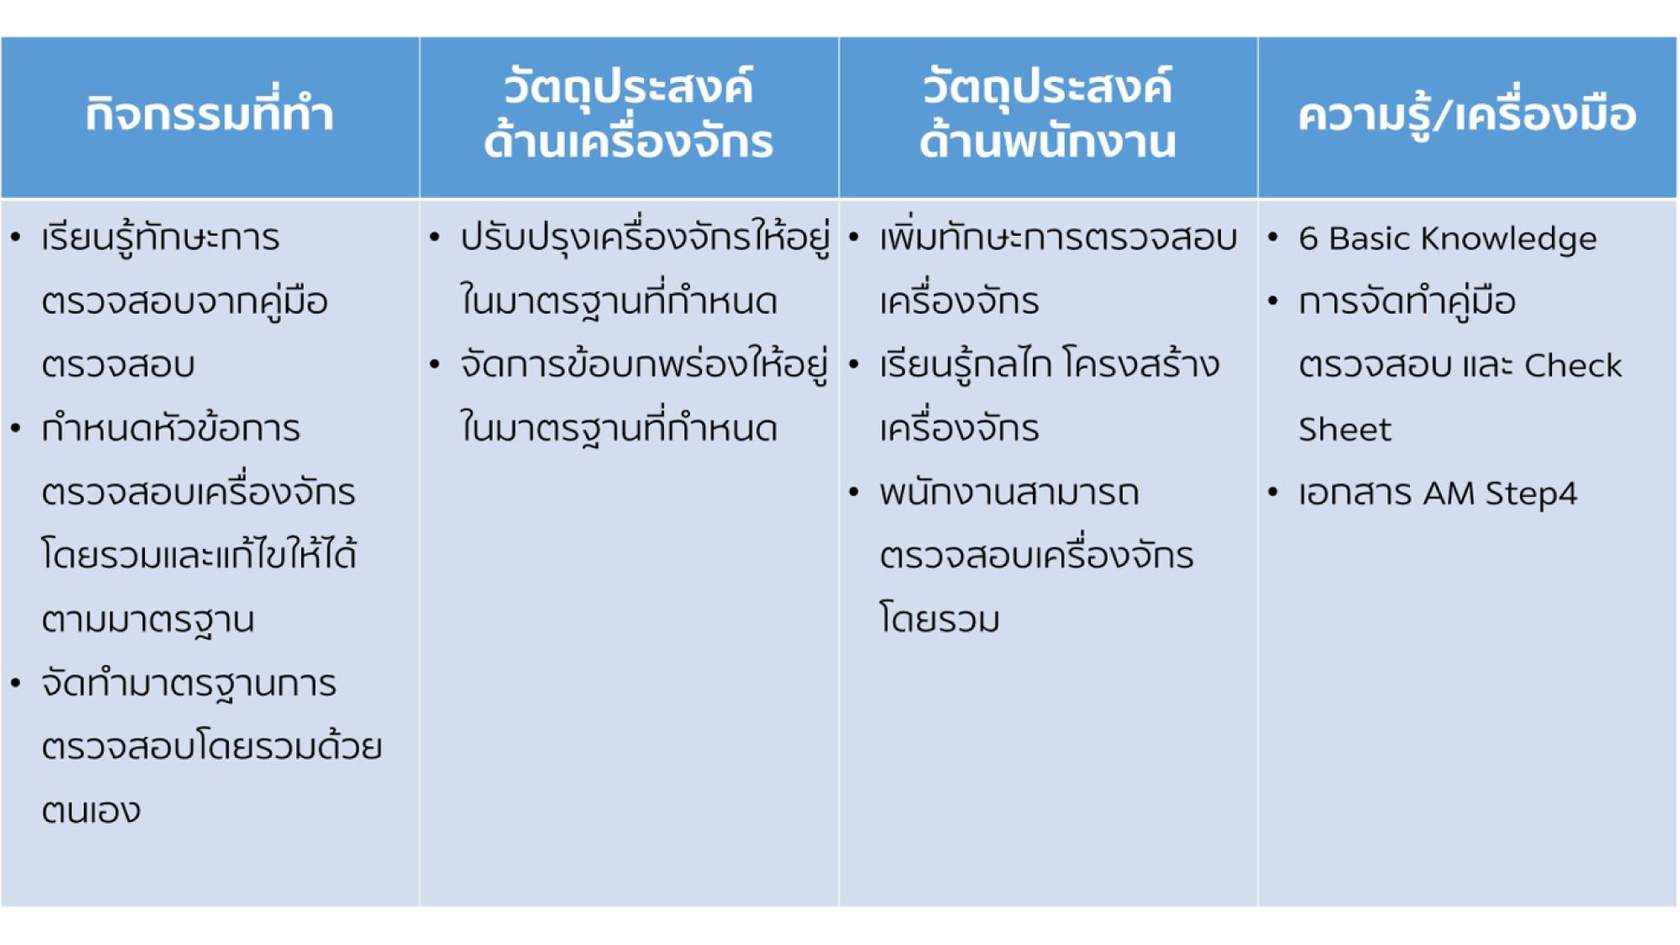 กิจกรรมที่ทำ
วัตถุประสงค์
ด้านเครื่องจักร
วัตถุประสงค์
ด้านพนักงาน
ความรู้/เครื่องมือ
• เรียนรู้ทักษะการ
ตรวจสอบจากคู่มือ
ตรวจสอบ
• กำหนดหัวข้อการ
ตรวจสอบเครื่องจักร
โดยรวมและแก้ไขให้ได้
ตามมาตรฐาน
• จัดทำมาตรฐานการ
ตรวจสอบโดยรวมด้วย
ตนเอง
• ปรับปรุงเครื่องจักรให้อยู่
ในมาตรฐานที่กำหนด
• จัดการข้อบกพร่องให้อยู่
ในมาตรฐานที่กำหนด
• เพิ่มทักษะการตรวจสอบ
เครื่องจักร
• เรียนรู้กลไก โครงสร้าง
เครื่องจักร
• พนักงานสามารถ
ตรวจสอบเครื่องจักร
โดยรวม
• 6 Basic Knowledge
• การจัดทำคู่มือ
ตรวจสอบ และ Check
Sheet
• เอกสาร AM Step4